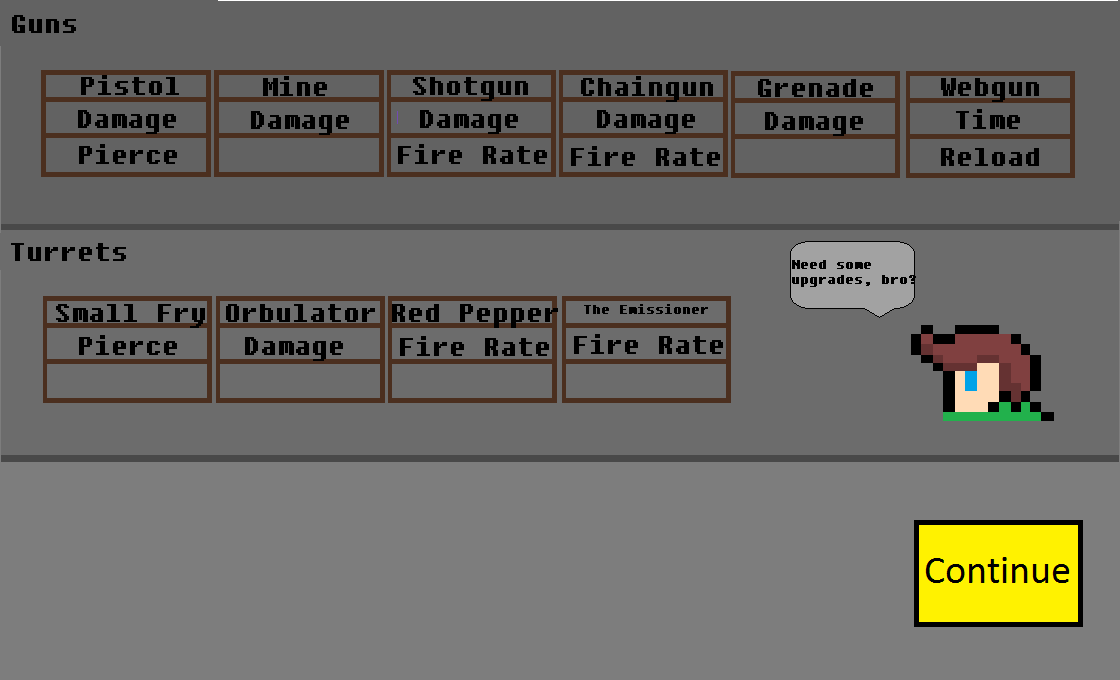 Guns
Pistol Mine Shotgun Chaingun Grenade Webgun
Damage Damage Damage Damage Damage Time
Pierce Fire Rate Fire Rate Reload
Turrets
Need some
upgrades, bro?
Small Fry Orbulator Red Pepper The Emissioner
Pierce Damage Fire Rate Fire Rate
Continue